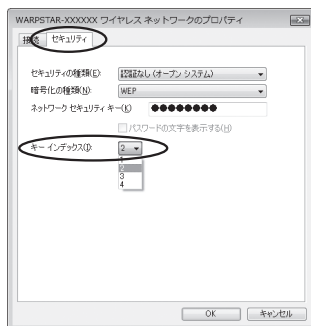 WARPSTAR-XXXXXX ワイヤレス ネットワークのプロパティ
接続 セキュリティ
セキュリティの種類(E): 認証なし (オープン システム)
暗号化の種類(N): WEP
ネットワーク セキュリティ キー(K) ●●●●●●●●
パスワードの文字を表示する(H)
キー インデックス(I): 2
1
2
3
4
OK キャンセル